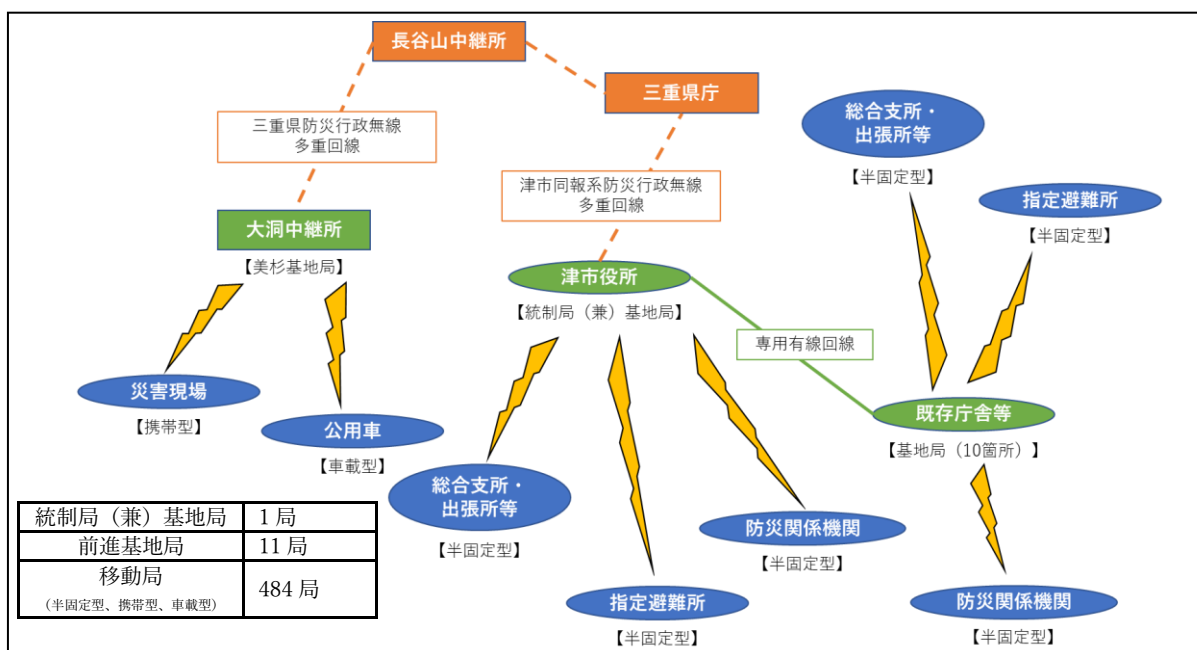 長谷山中継所
三重県庁
三重県防災行政無線
多重回線
津市同報系防災行政無線
多重回線
総合支所・
出張所等
【半固定型】
指定避難所
【半固定型】
大洞中継所
【美杉基地局】
津市役所
【統制局（兼）基地局】
専用有線回線
災害現場
【携帯型】
公用車
【車載型】
既存庁舎等
【基地局（10箇所）】
総合支所・
出張所等
【半固定型】
防災関係機関
【半固定型】
指定避難所
【半固定型】
防災関係機関
【半固定型】
統制局（兼）基地局 1 局
前進基地局 11 局
移動局
(半固定型、携帯型、車載型) 484 局